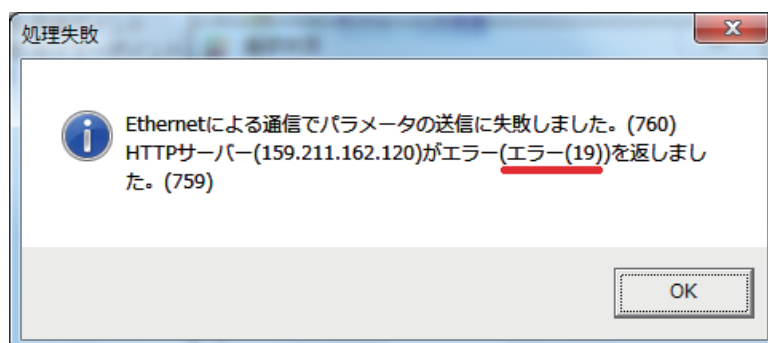 処理失敗
Ethernetによる通信でパラメータの送信に失敗しました。(760)
HTTPサーバー(159.211.162.120)がエラー(エラー(19))を返しまし
た。(759)
OK